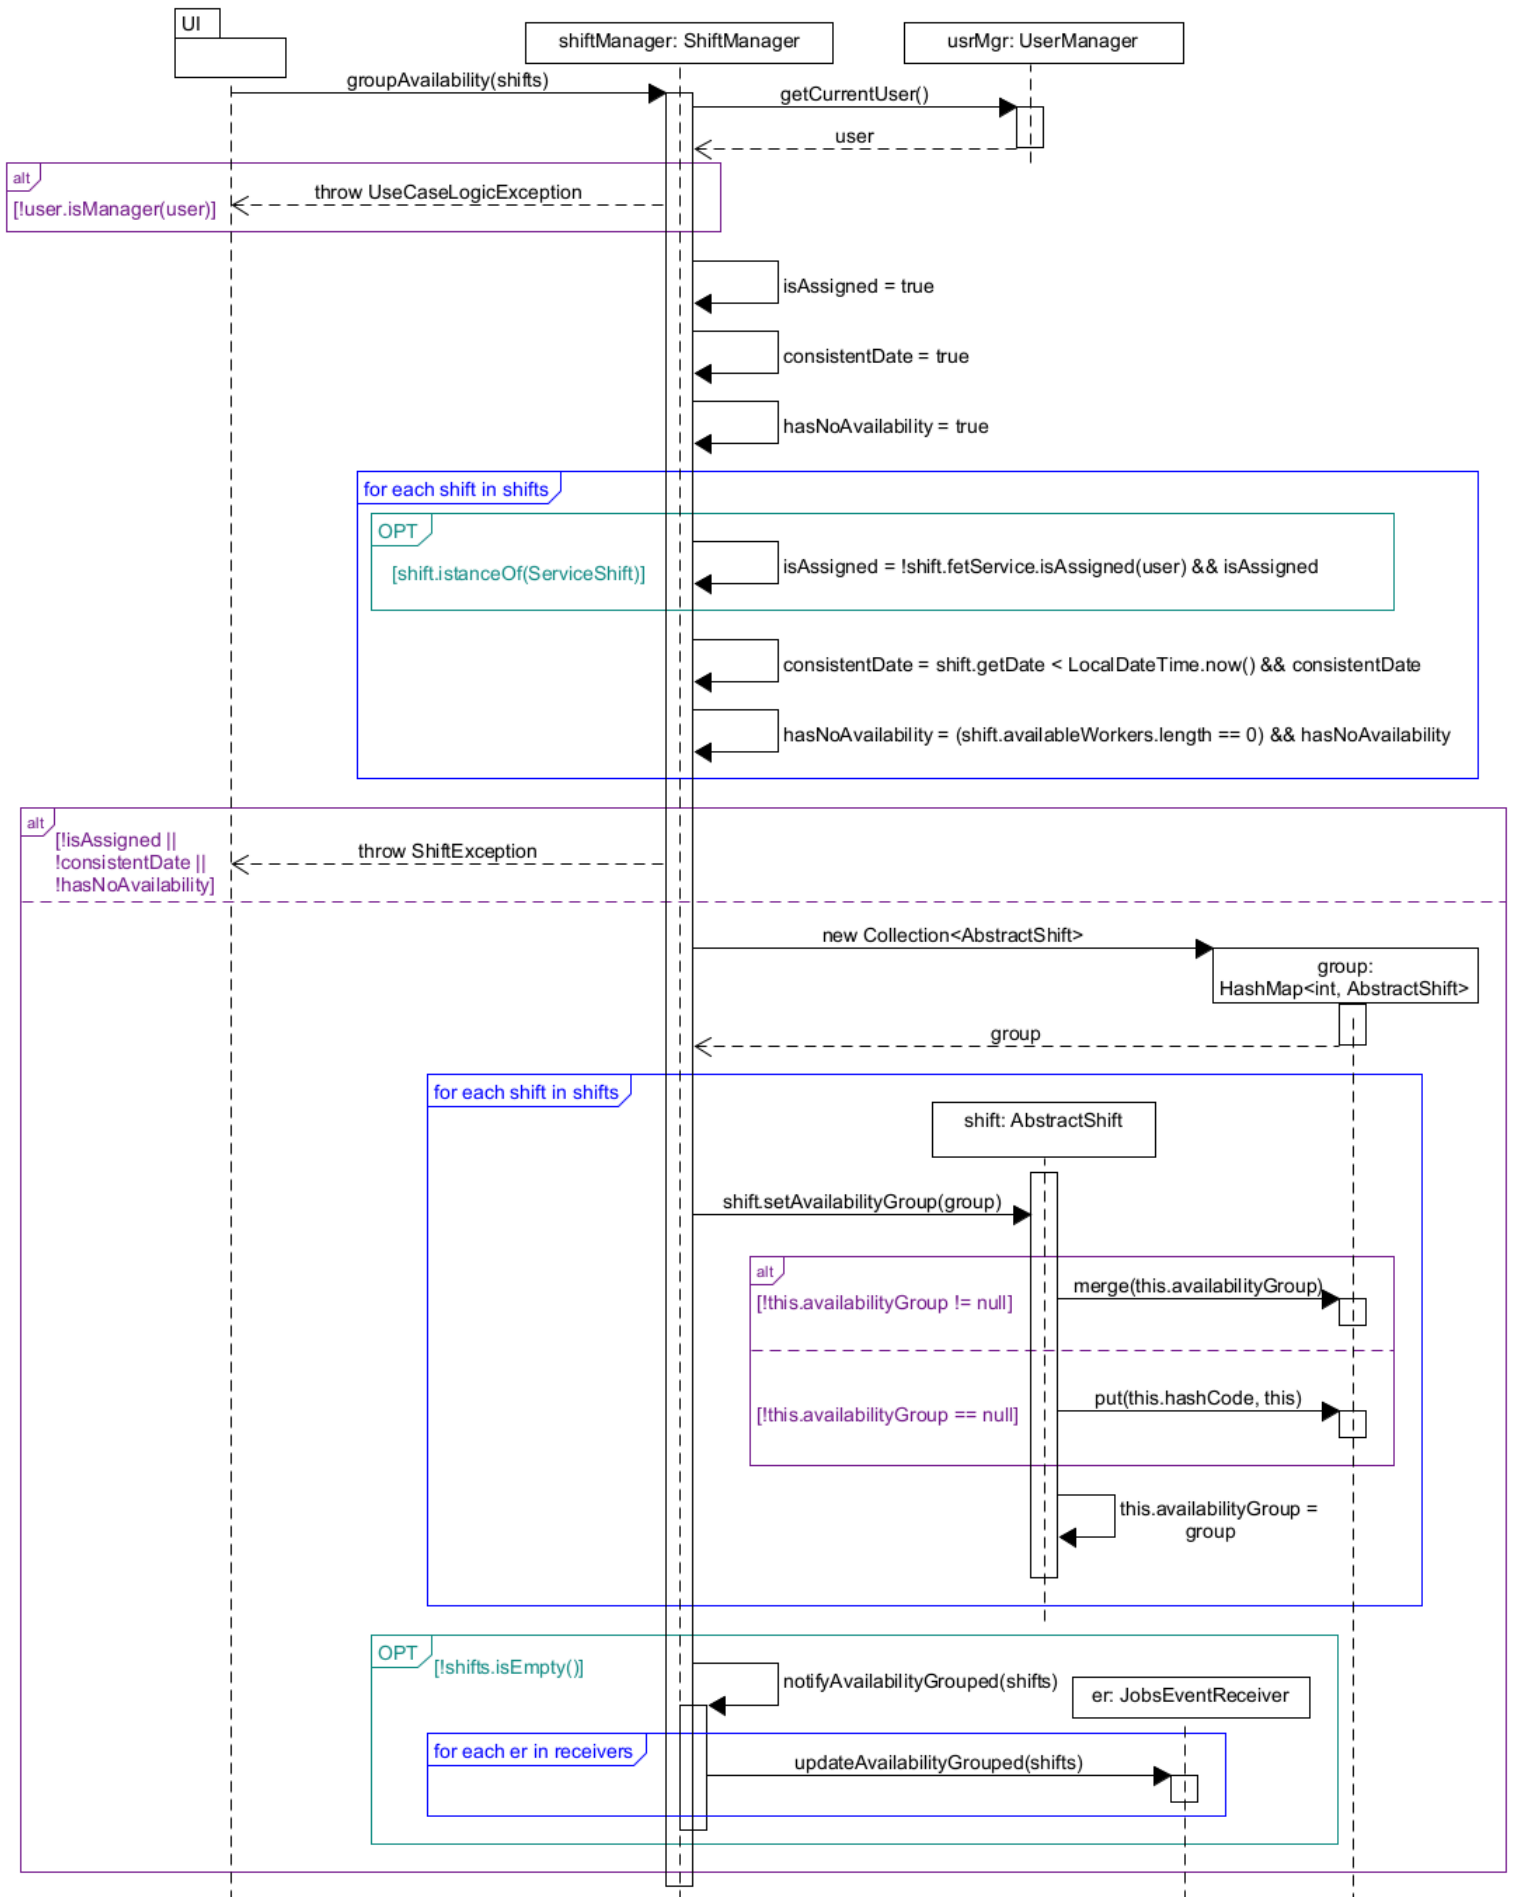 UI
shiftManager: ShiftManager
usrMgr: UserManager
groupAvailability(shifts)
getCurrentUser()
user
alt
throw UseCaseLogicException
[!user.isManager(user)]
isAssigned = true
consistentDate = true
hasNoAvailability = true
for each shift in shifts
OPT
[shift.istanceOf(ServiceShift)]
isAssigned = !shift.fetService.isAssigned(user) && isAssigned
consistentDate = shift.getDate < LocalDateTime.now() && consistentDate
hasNoAvailability = (shift.availableWorkers.length == 0) && hasNoAvailability
alt
[!isAssigned ||
!consistentDate ||
!hasNoAvailability]
throw ShiftException
new Collection<AbstractShift>
group:
HashMap<int, AbstractShift>
group
for each shift in shifts
shift: AbstractShift
shift.setAvailabilityGroup(group)
alt
merge(this.availabilityGroup)
[!this.availabilityGroup != null]
put(this.hashCode, this)
[!this.availabilityGroup == null]
this.availabilityGroup =
group
OPT
[!shifts.isEmpty()]
notifyAvailabilityGrouped(shifts)
er: JobsEventReceiver
for each er in receivers
updateAvailabilityGrouped(shifts)